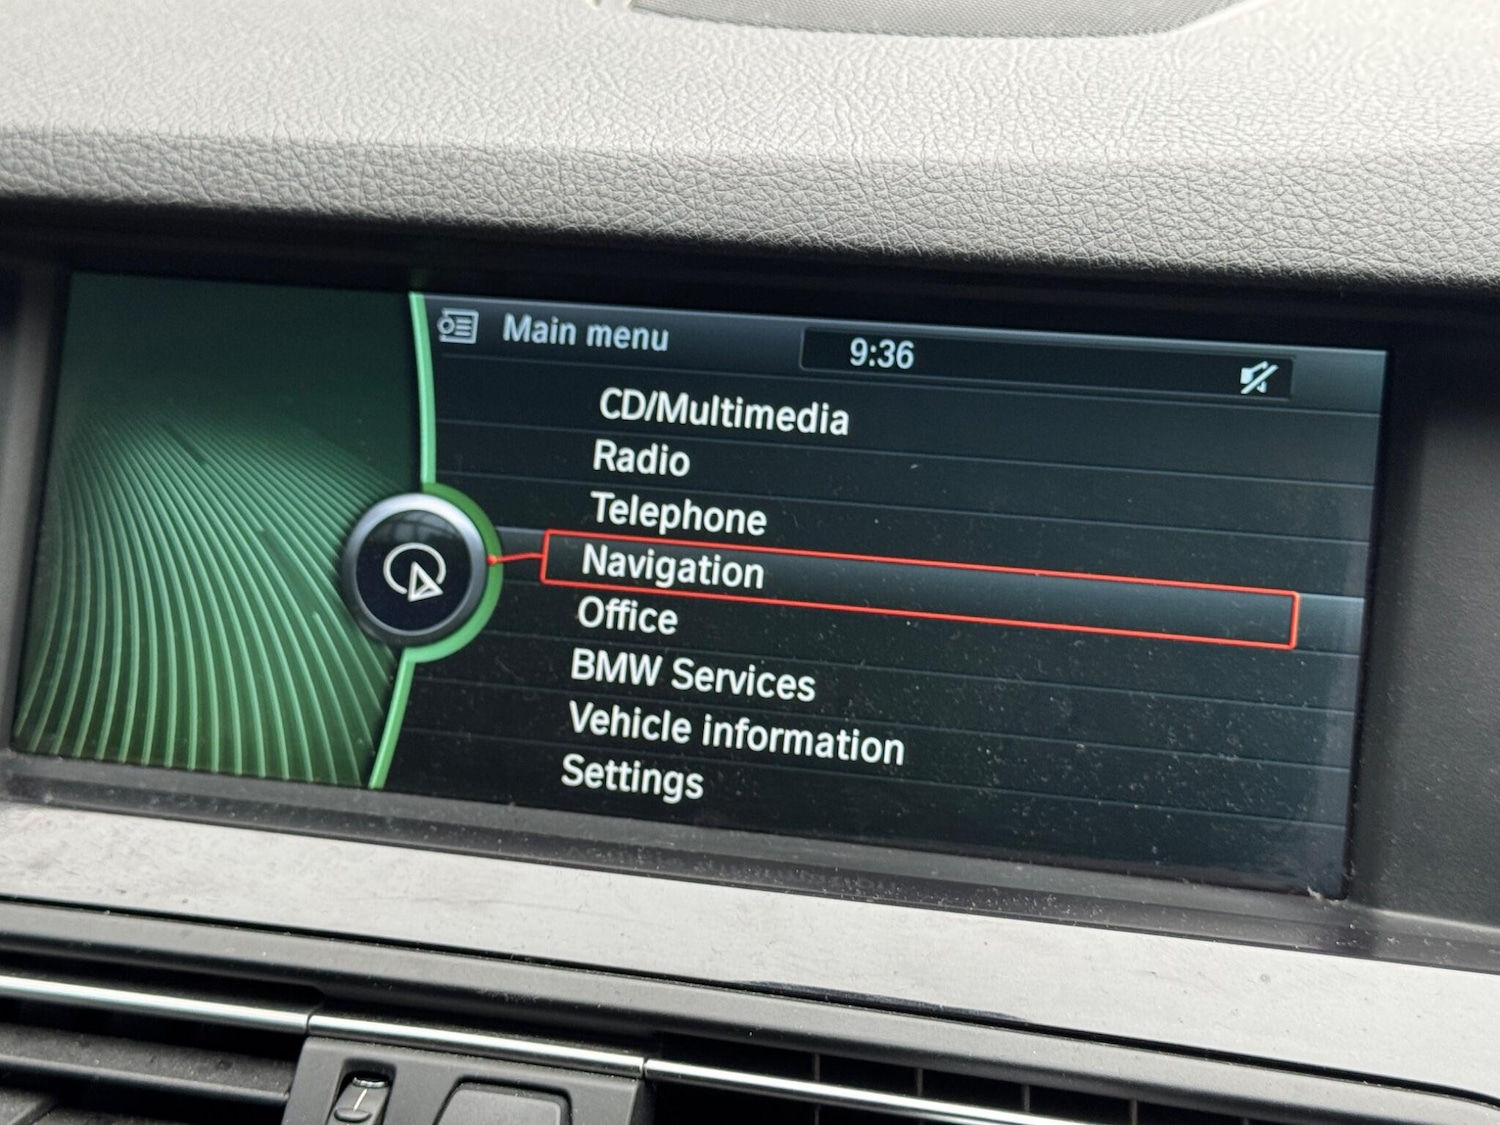 Main menu
9:36
CD/Multimedia
Radio
Telephone
Navigation
Office
BMW Services
Vehicle information
Settings